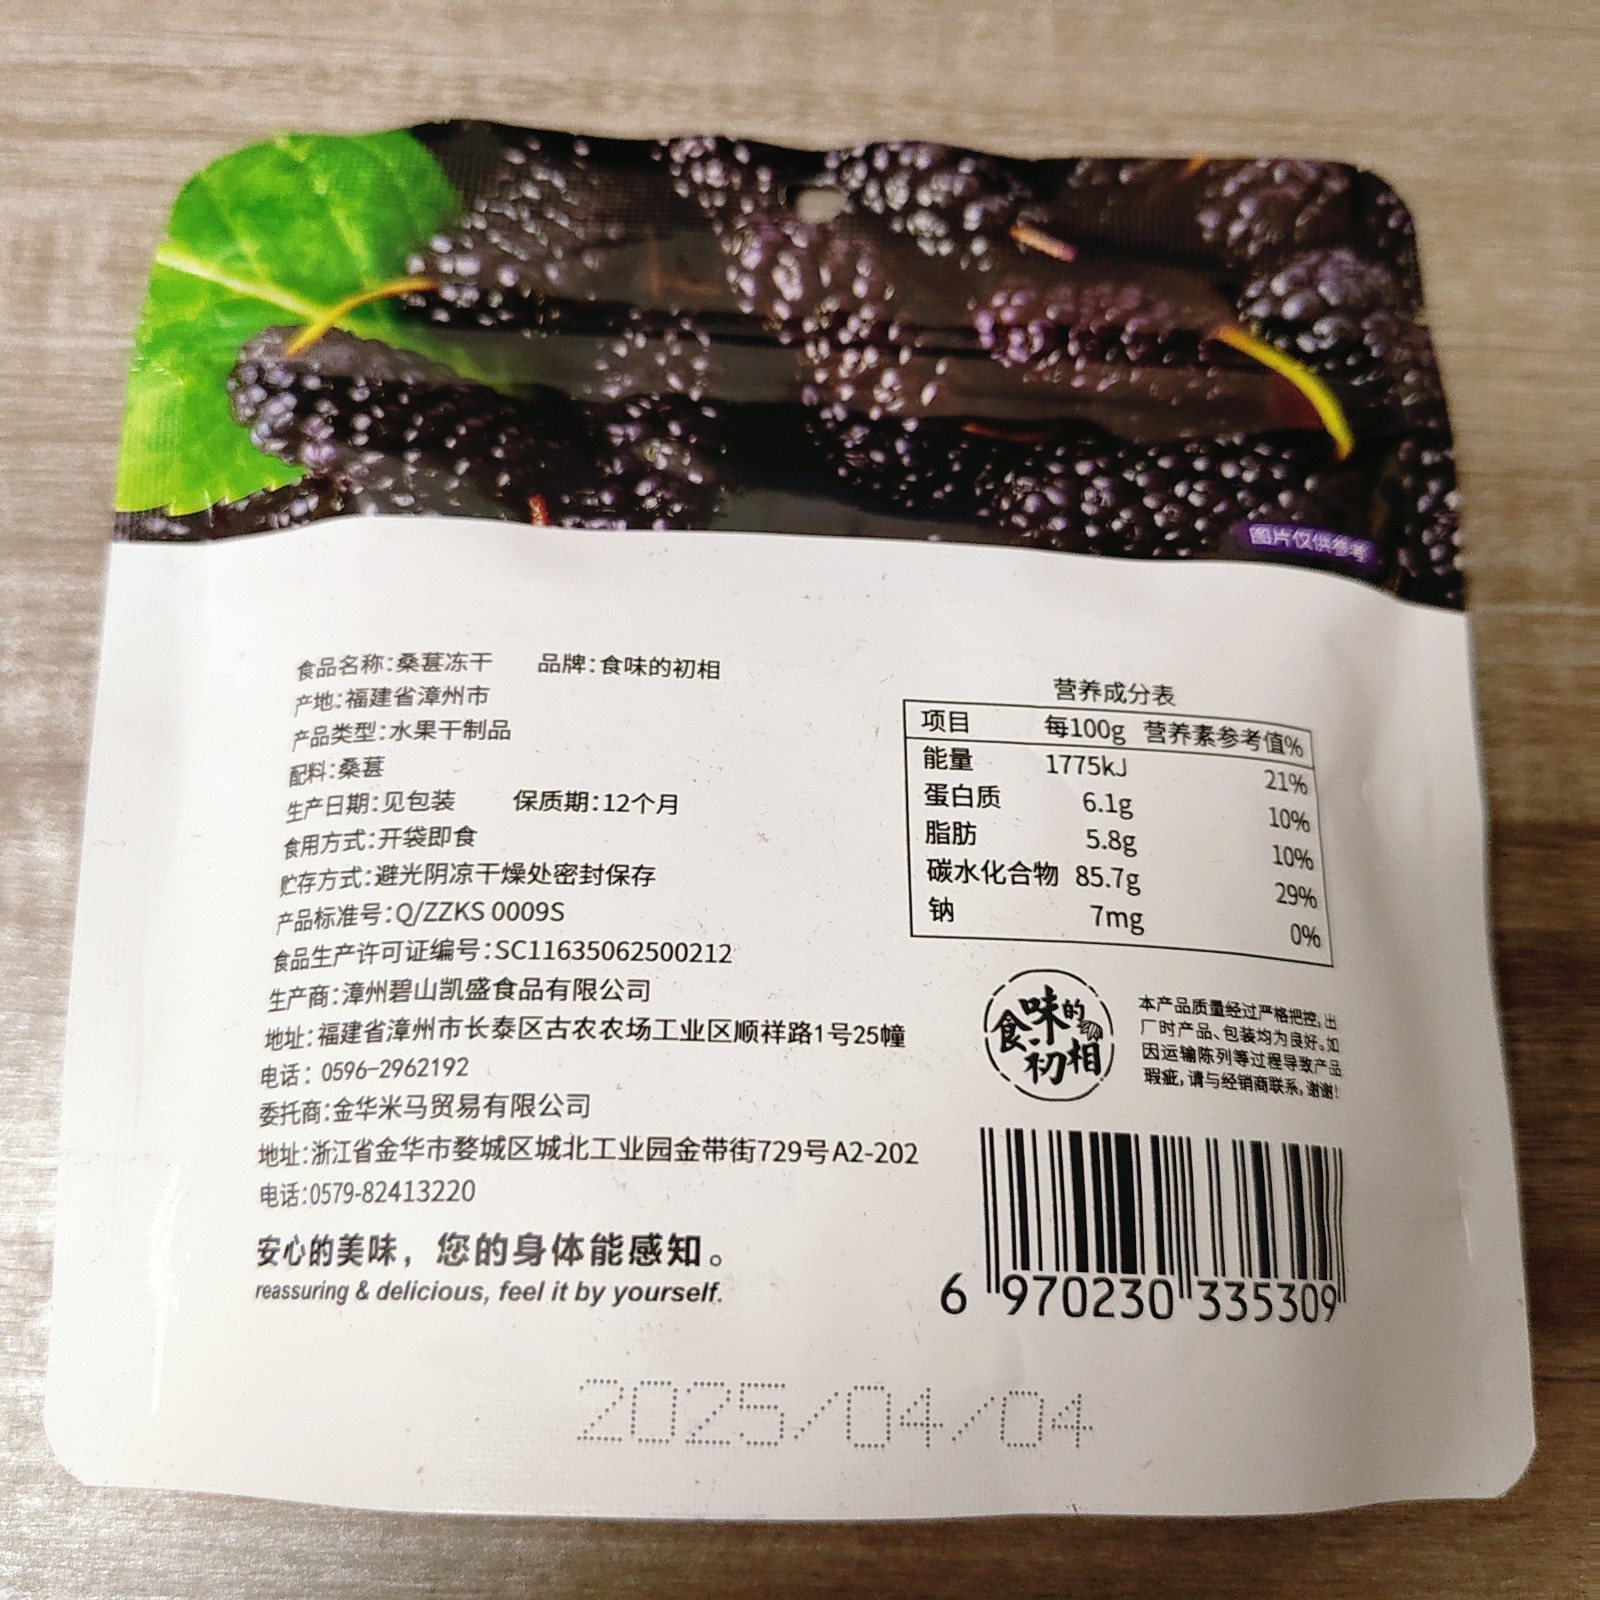 图片仅供参考
食品名称:桑葚冻干 品牌:食味的初相
产地:福建省漳州市
产品类型:水果干制品
配料:桑葚
生产日期:见包装 保质期:12个月
食用方式:开袋即食
贮存方式:避光阴凉干燥处密封保存
产品标准号:Q/ZZKS 0009S
食品生产许可证编号:SC11635062500212
生产商:漳州碧山凯盛食品有限公司
地址:福建省漳州市长泰区古农农场工业区顺祥路1号25幢
电话: 0596-2962192
委托商:金华米马贸易有限公司
地址:浙江省金华市婺城区城北工业园金带街729号A2-202
电话:0579-82413220
安心的美味，您的身体能感知。
reassuring & delicious, feel it by yourself.
营养成分表
项目 每100g 营养素参考值%
能量 1775kJ 21%
蛋白质 6.1g 10%
脂肪 5.8g 10%
碳水化合物 85.7g 29%
钠 7mg 0%
食味的初相
本产品质量经过严格把控,出
厂时产品、包装均为良好。如
因运输陈列等过程导致产品
瑕疵,请与经销商联系,谢谢!
6 970230 335309
2025/04/04